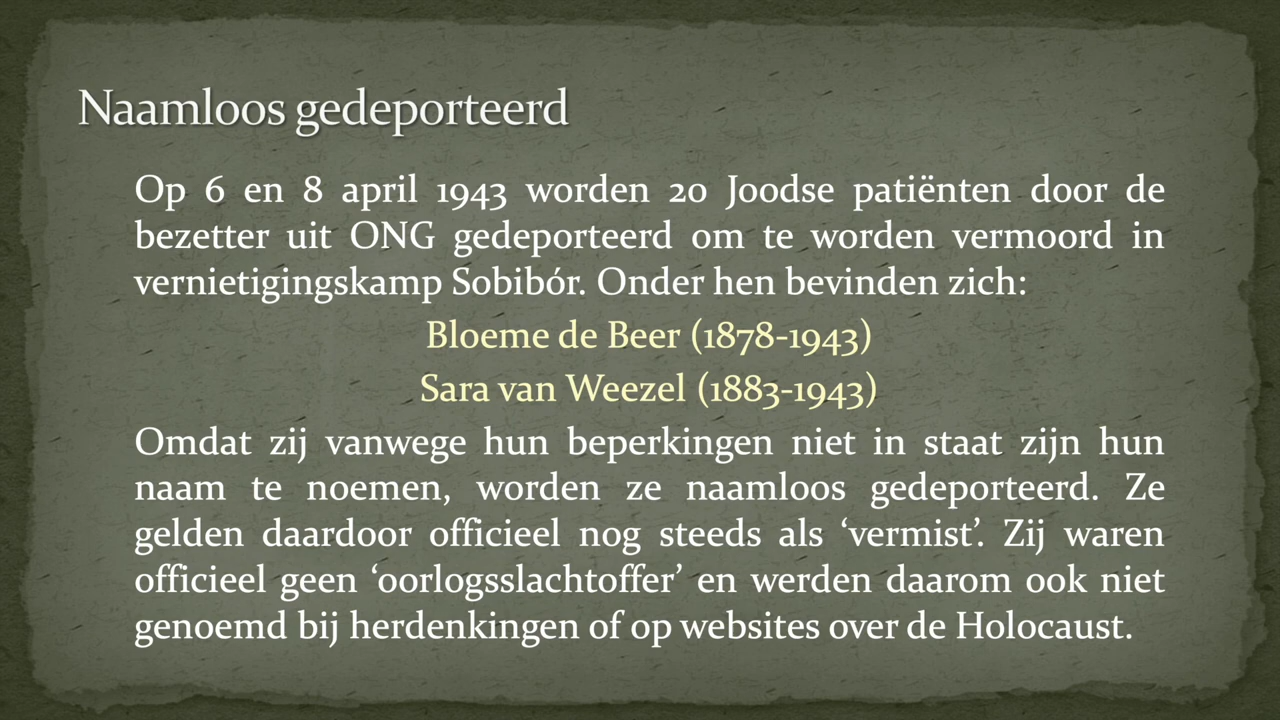 Naamloos gedeporteerd
Op 6 en 8 april 1943 worden 20 Joodse patiënten door de
bezetter uit ONG gedeporteerd om te worden vermoord in
vernietigingskamp Sobibór. Onder hen bevinden zich:
Bloeme de Beer (1878-1943)
Sara van Weezel (1883-1943)
Omdat zij vanwege hun beperkingen niet in staat zijn hun
naam te noemen, worden ze naamloos gedeporteerd. Ze
gelden daardoor officieel nog steeds als ‘vermist’. Zij waren
officieel geen ‘oorlogsslachtoffer’ en werden daarom ook niet
genoemd bij herdenkingen of op websites over de Holocaust.